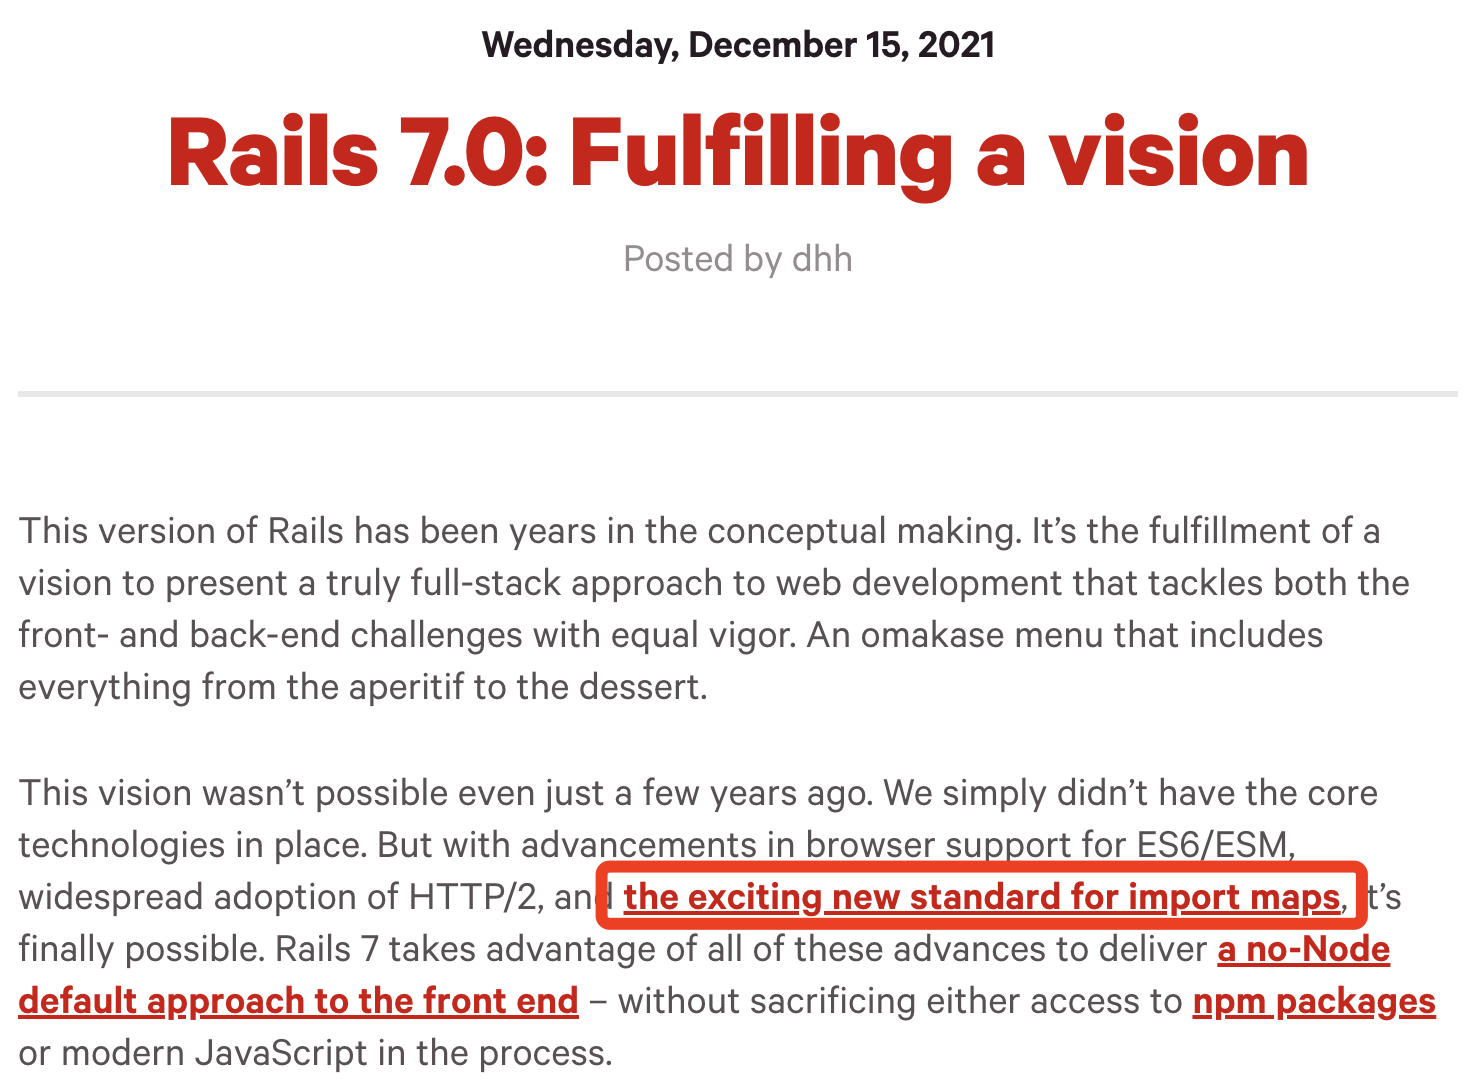 Wednesday, December 15, 2021
Rails 7.0: Fulfilling a vision
Posted by dhh
This version of Rails has been years in the conceptual making. It’s the fulfillment of a
vision to present a truly full-stack approach to web development that tackles both the
front- and back-end challenges with equal vigor. An omakase menu that includes
everything from the aperitif to the dessert.
This vision wasn’t possible even just a few years ago. We simply didn’t have the core
technologies in place. But with advancements in browser support for ES6/ESM,
widespread adoption of HTTP/2, and the exciting new standard for import maps, it’s
finally possible. Rails 7 takes advantage of all of these advances to deliver a no-Node
default approach to the front end – without sacrificing either access to npm packages
or modern JavaScript in the process.